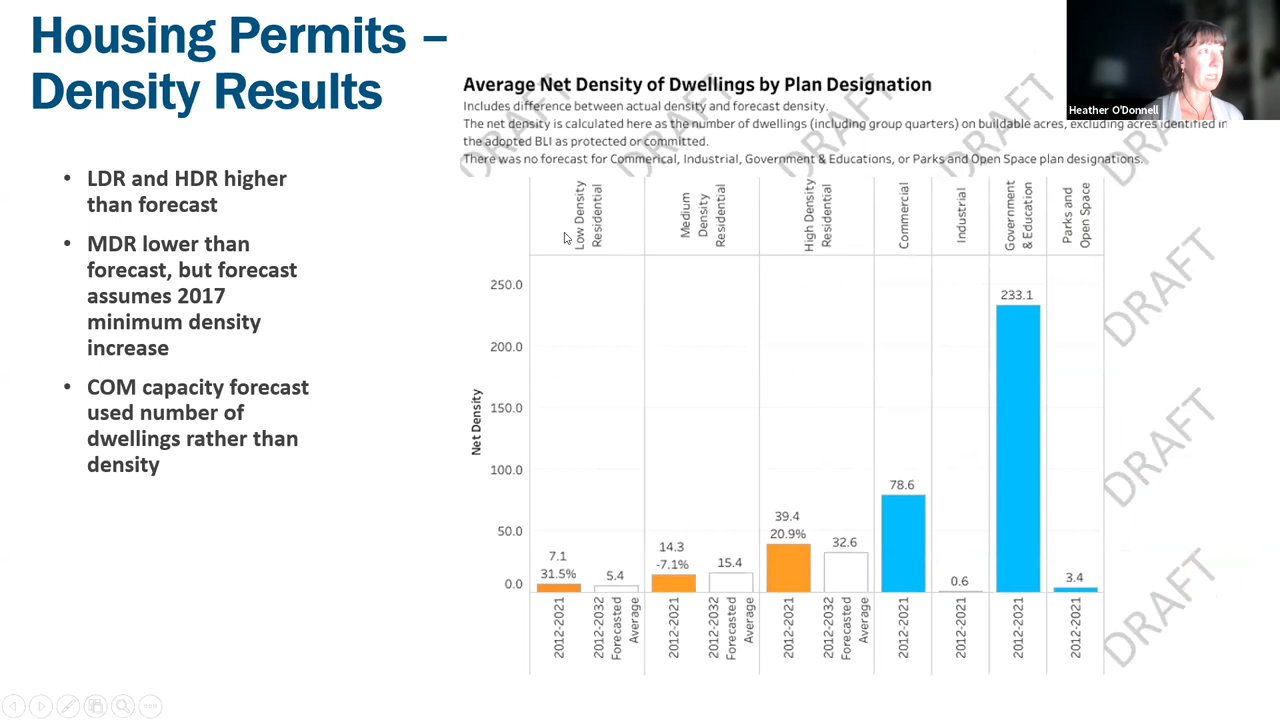 Housing Permits –
Density Results
Heather O'Donnell
• LDR and HDR higher
than forecast
• MDR lower than
forecast, but forecast
assumes 2017
minimum density
increase
• COM capacity forecast
used number of
dwellings rather than
density
Average Net Density of Dwellings by Plan Designation
Includes difference between actual density and forecast density.
The net density is calculated here as the number of dwellings (including group quarters) on buildable acres, excluding acres identified in
the adopted BLI as protected or committed.
There was no forecast for Commerical, Industrial, Government & Educations, or Parks and Open Space plan designations.
Low Density
Residential
Medium
Density
Residential
High Density
Residential
Commercial
Industrial
Government
& Education
Parks and
Open Space
Net Density
250.0
200.0
150.0
100.0
50.0
0.0
7.1
31.5%
5.4
14.3
-7.1%
15.4
39.4
20.9%
32.6
78.6
0.6
233.1
3.4
2012-2021
2012-2032
Forecasted
Average
2012-2021
2012-2032
Forecasted
Average
2012-2021
2012-2032
Forecasted
Average
2012-2021
2012-2021
2012-2021
2012-2021
DRAFT
DRAFT
DRAFT
DRAFT
DRAFT
DRAFT
DRAFT
DRAFT